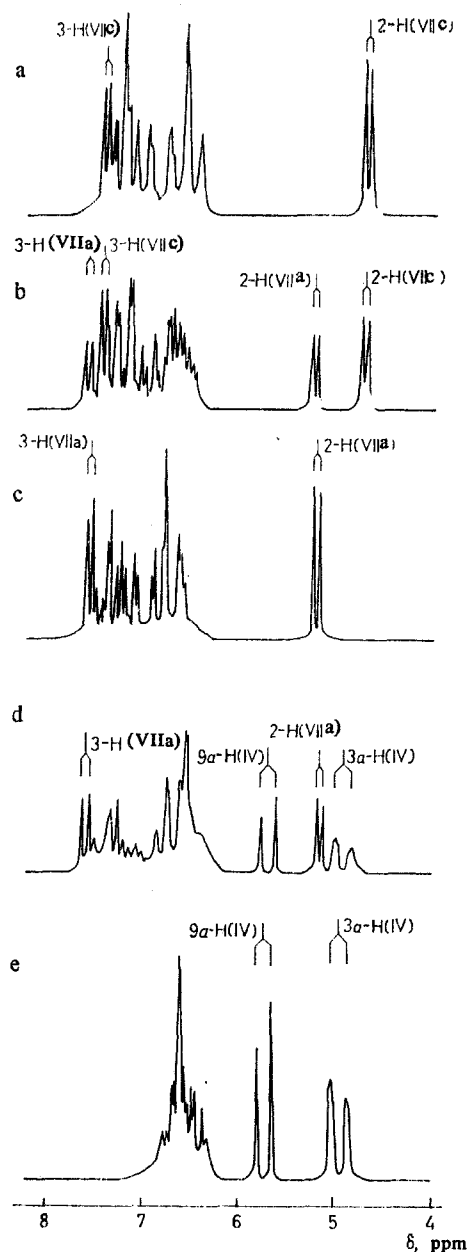 3-H(VIIc) 2-H(VIIc)
a
3-H (VIIa) 3-H(VIIc)
b 2-H(VIIa) 2-H(VIIc)
3-H(VIIa) 2-H(VIIa)
c
d
2-H(VIIa)
3-H (VIIa) 9a-H(IV) 3a-H(IV)
e
9a-H(IV) 3a-H(IV)
8 7 6 5 4
δ, ppm